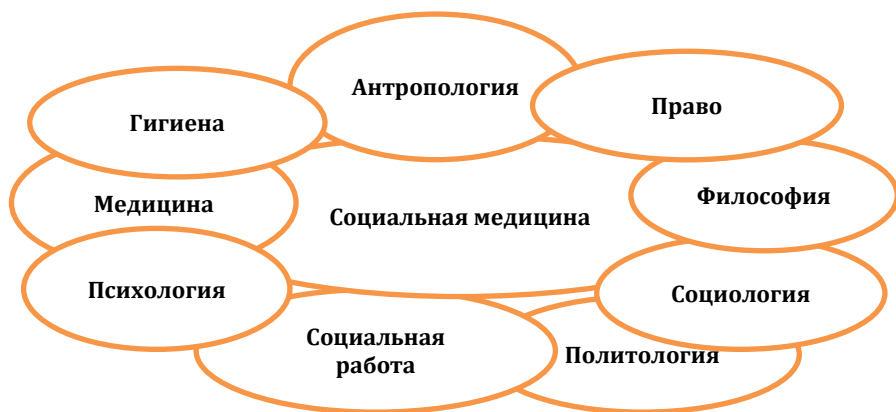 Антропология
Право
Гигиена
Медицина
Социальная медицина
Философия
Психология
Социология
Социальная
работа
Политология